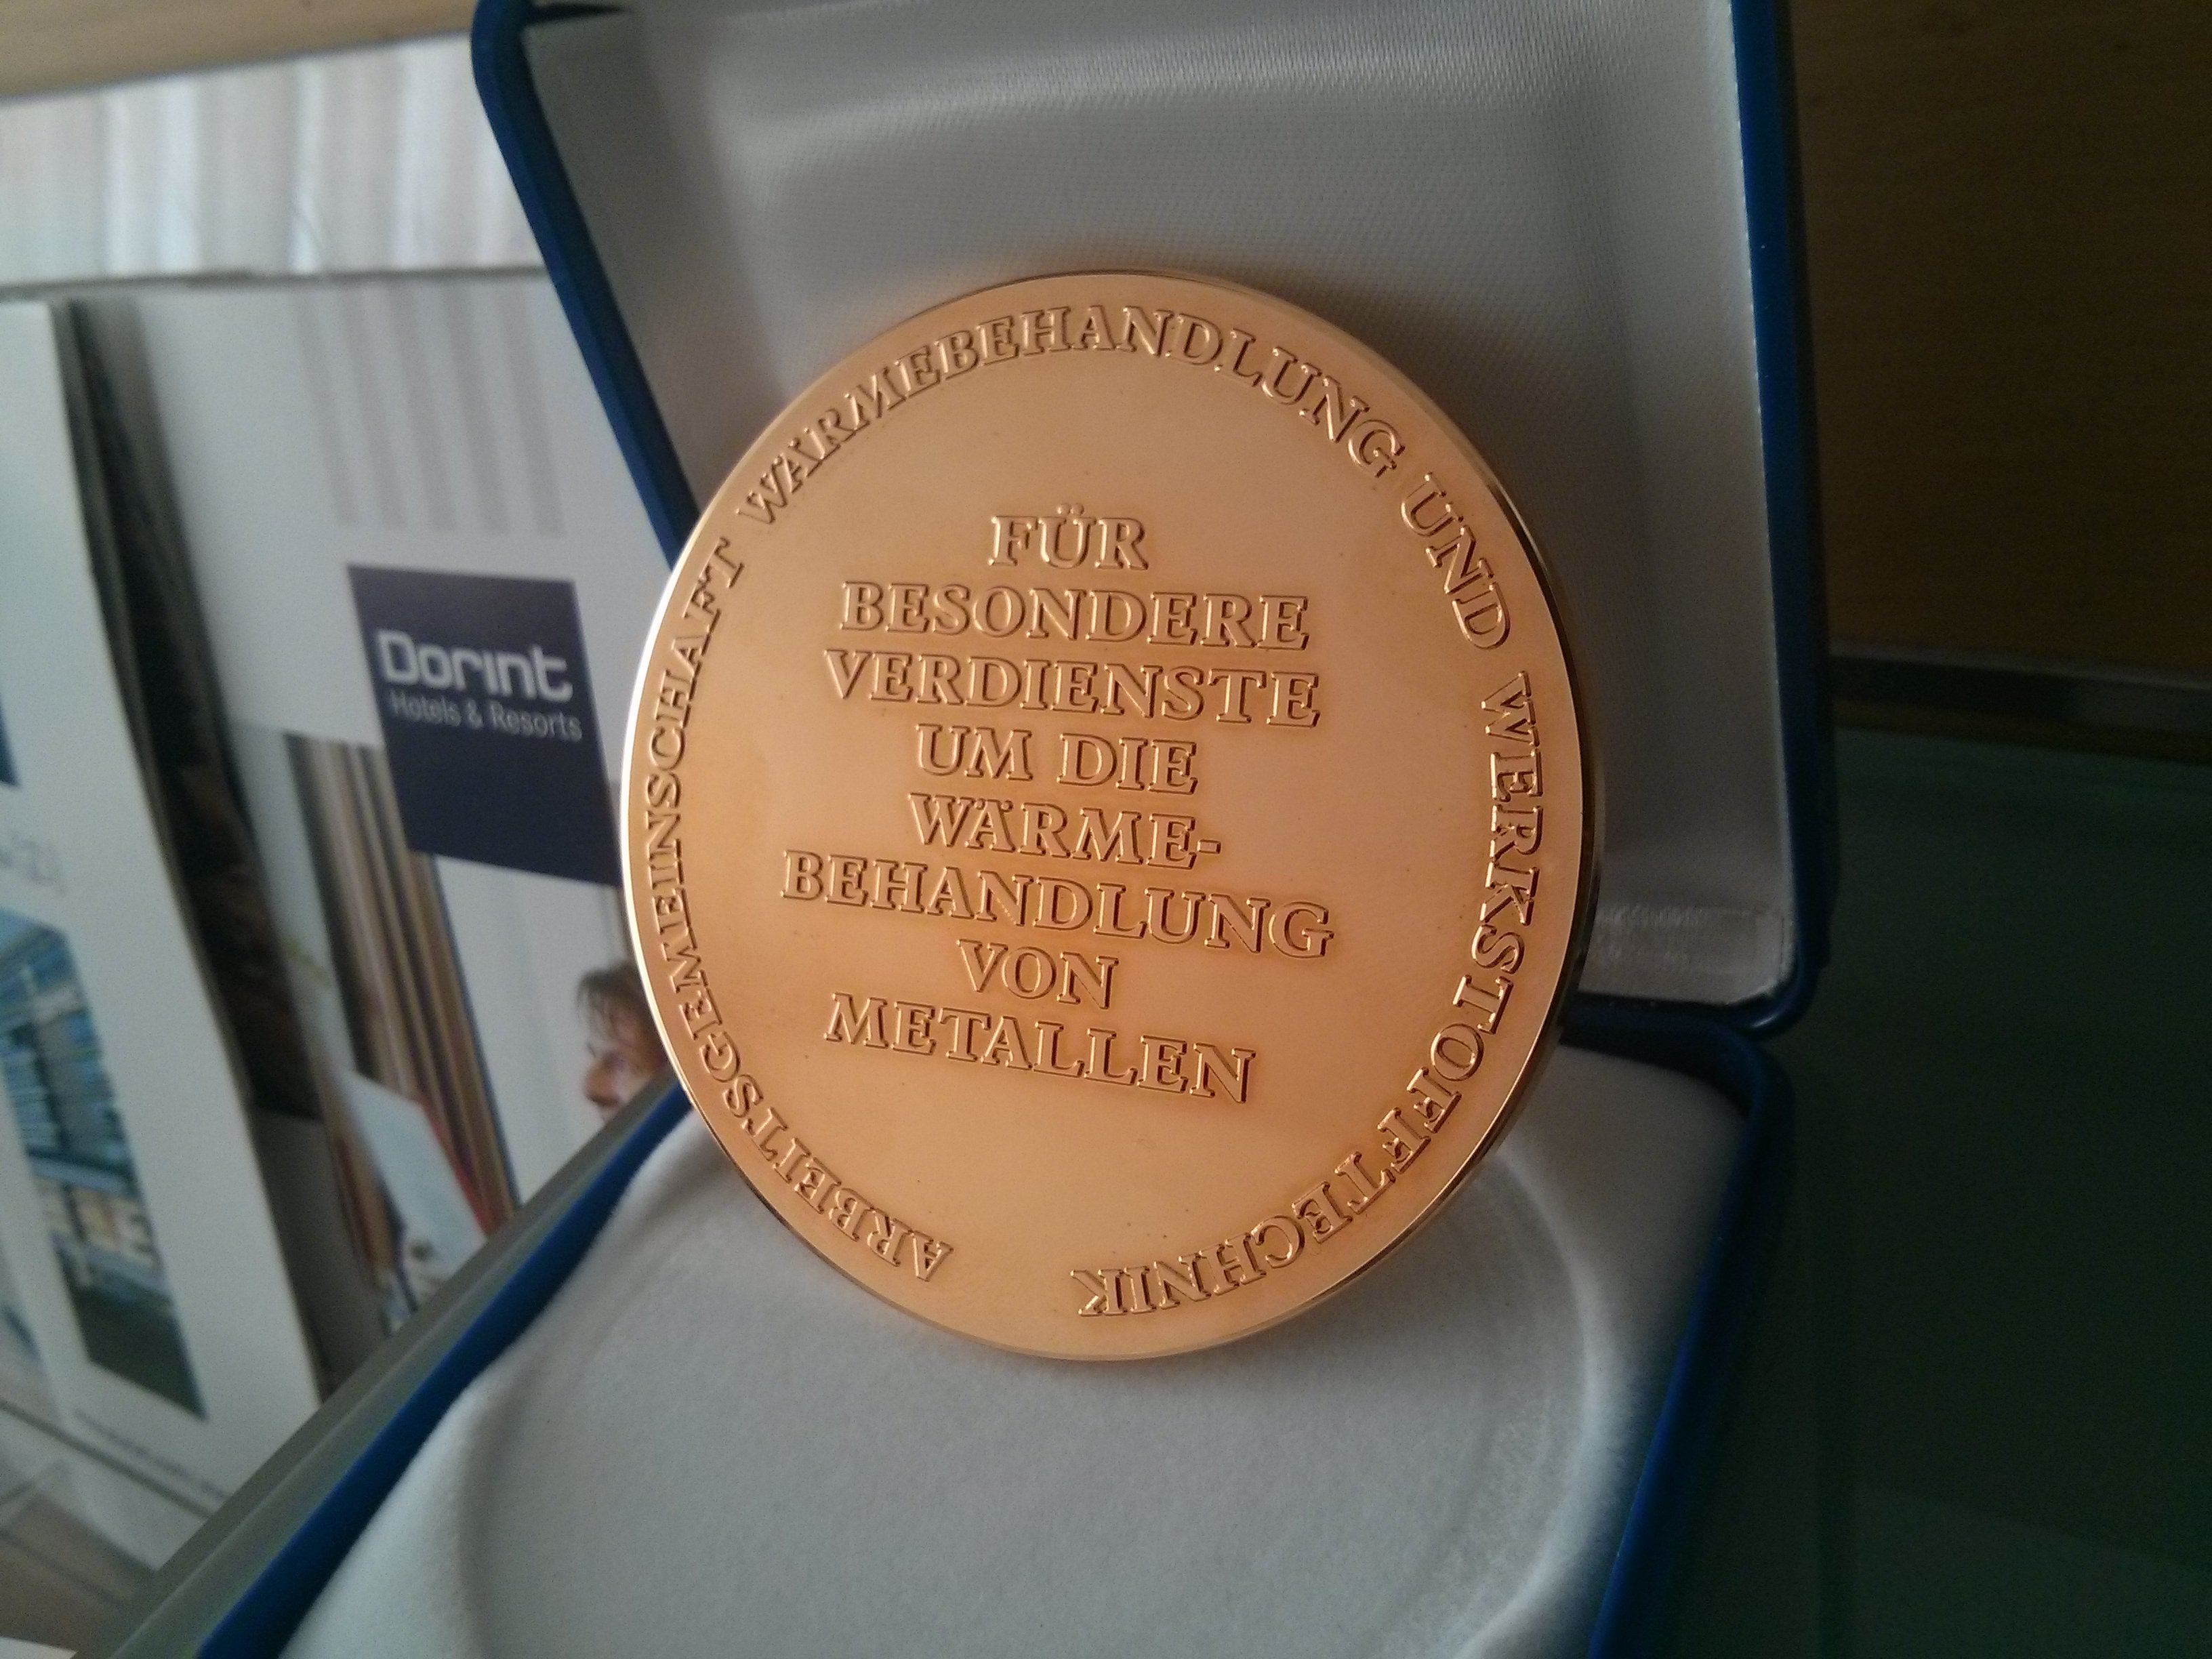 ARBEITSGEMEINSCHAFT WÄRMEBEHANDLUNG UND WERKSTOFFTECHNIK
FÜR
BESONDERE
VERDIENSTE
UM DIE
WÄRME-
BEHANDLUNG
VON
METALLEN
Dorint
Hotels & Resorts